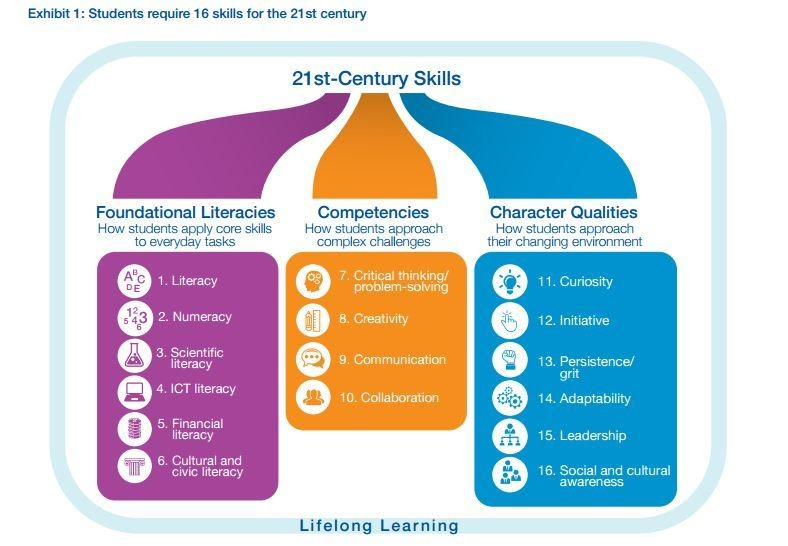 Exhibit 1: Students require 16 skills for the 21st century
21st-Century Skills
Foundational Literacies
How students apply core skills
to everyday tasks
ABCDE
1. Literacy
123456
2. Numeracy
3. Scientific
literacy
4. ICT literacy
5. Financial
literacy
6. Cultural and
civic literacy
Competencies
How students approach
complex challenges
7. Critical thinking/
problem-solving
8. Creativity
9. Communication
10. Collaboration
Character Qualities
How students approach
their changing environment
11. Curiosity
12. Initiative
13. Persistence/
grit
14. Adaptability
15. Leadership
16. Social and cultural
awareness
Lifelong Learning